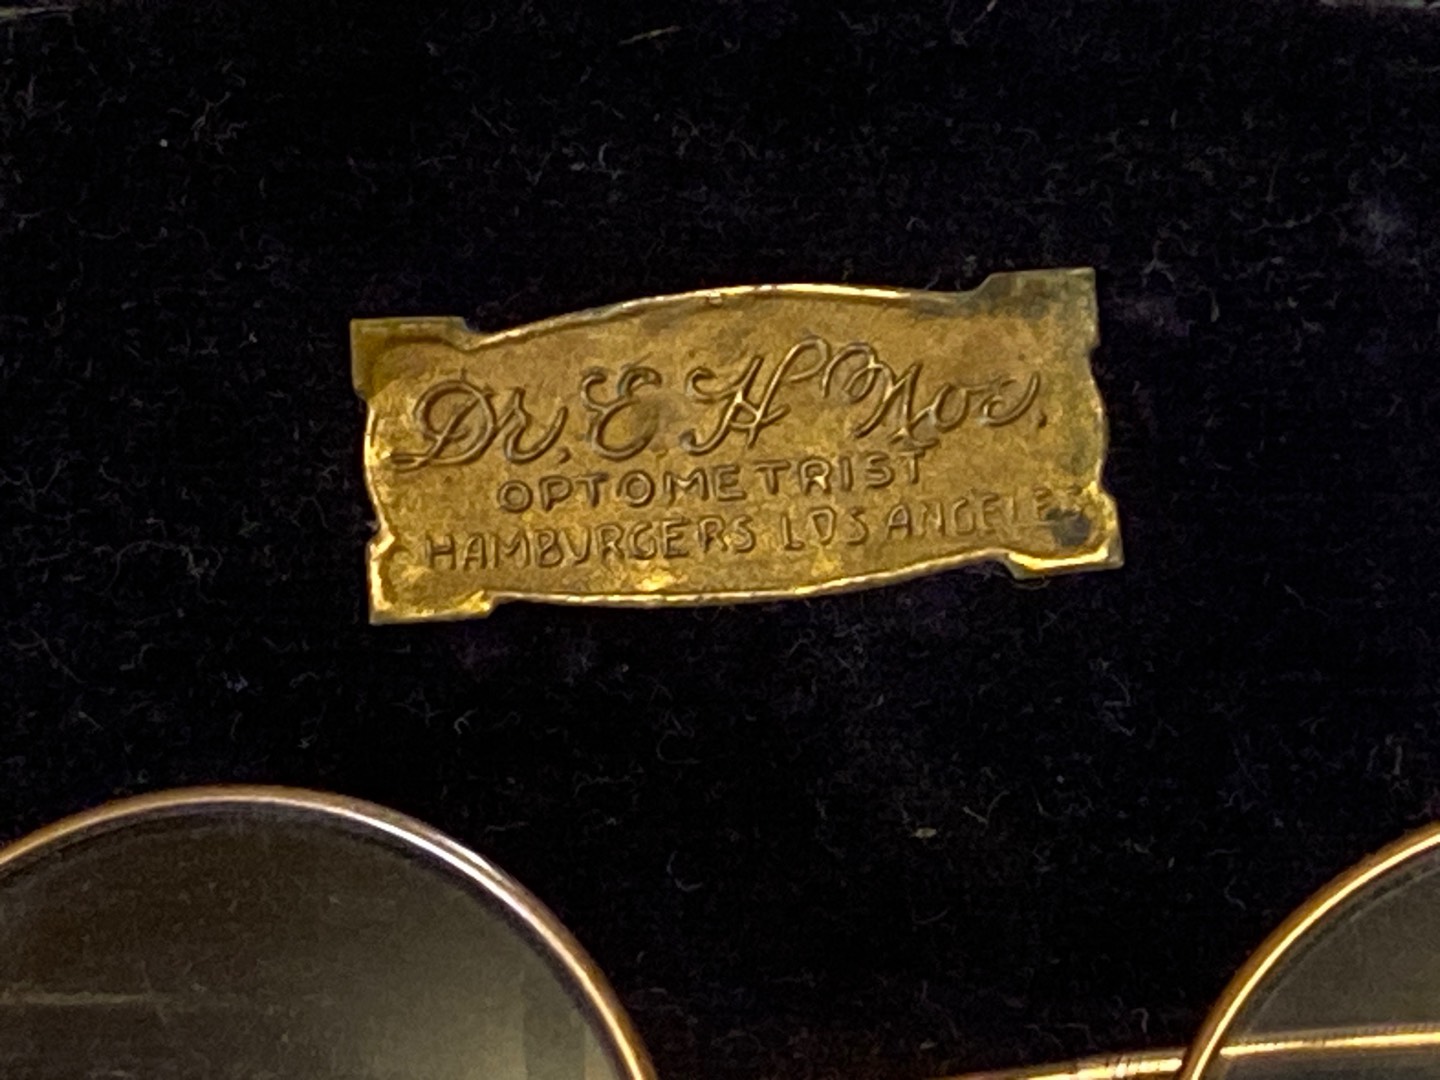 Dr. E H Noe.
OPTOMETRIST
HAMBURGERS LOS ANGELES